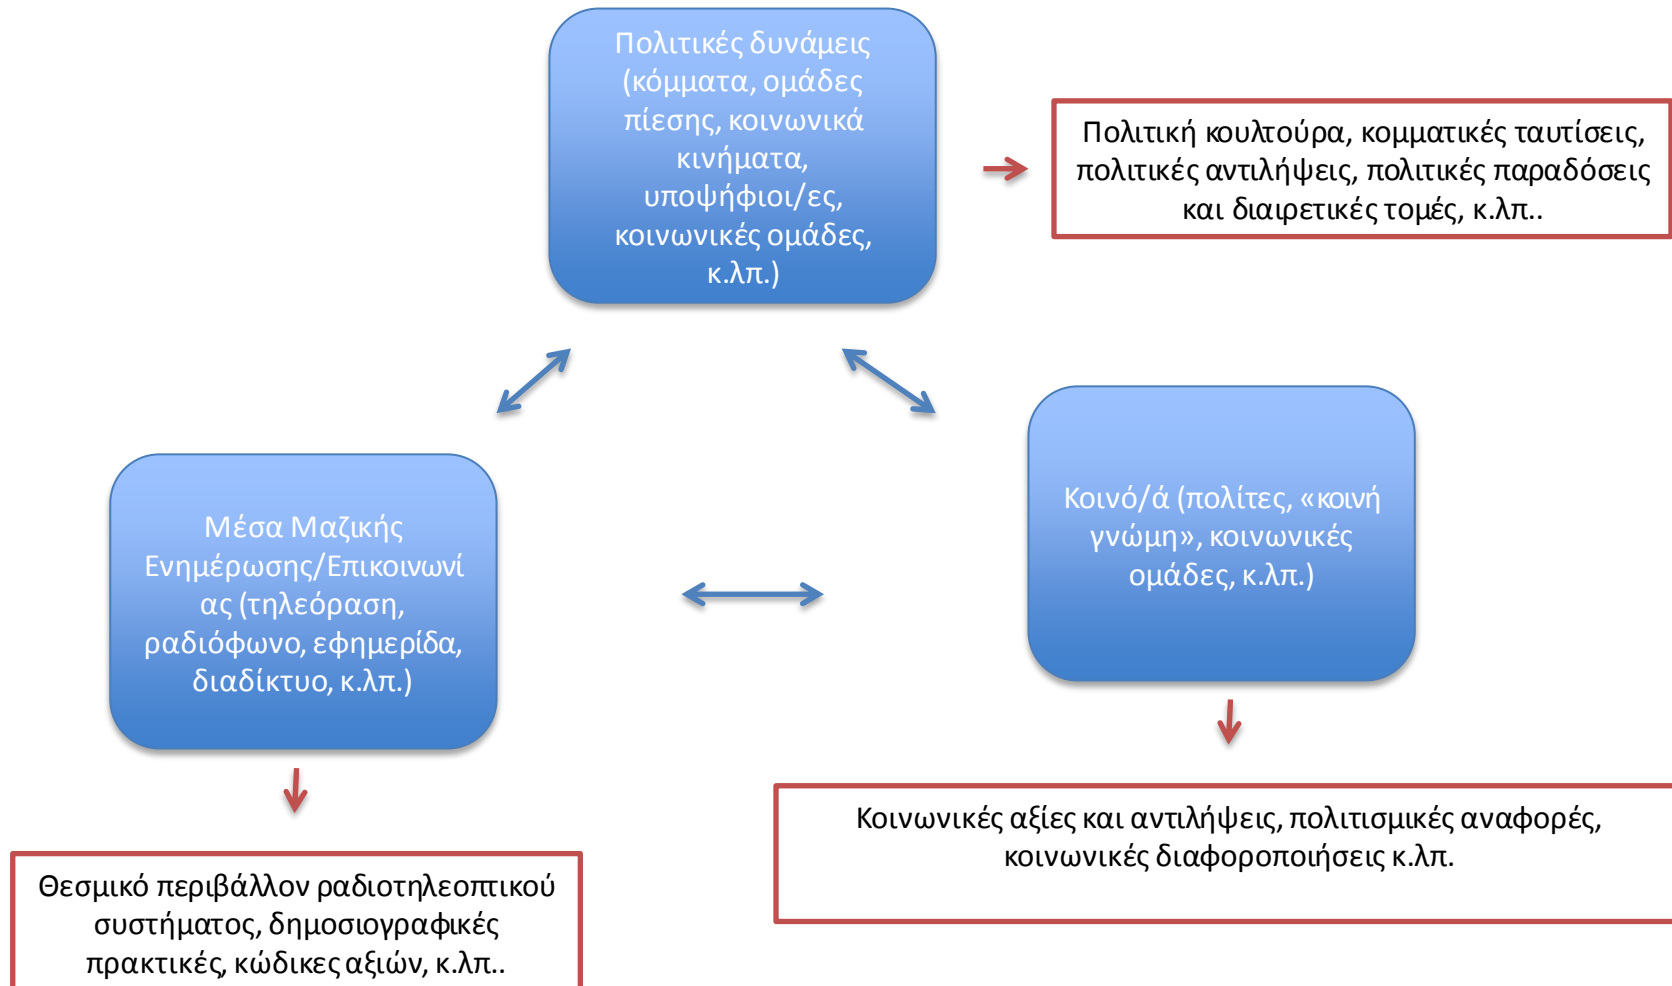 Πολιτικές δυνάμεις
(κόμματα, ομάδες
πίεσης, κοινωνικά
κινήματα,
υποψήφιοι/ες,
κοινωνικές ομάδες,
κ.λπ.)
Πολιτική κουλτούρα, κομματικές ταυτίσεις,
πολιτικές αντιλήψεις, πολιτικές παραδόσεις
και διαιρετικές τομές, κ.λπ..
Μέσα Μαζικής
Ενημέρωσης/Επικοινωνί
ας (τηλεόραση,
ραδιόφωνο, εφημερίδα,
διαδίκτυο, κ.λπ.)
Κοινό/ά (πολίτες, «κοινή
γνώμη», κοινωνικές
ομάδες, κ.λπ.)
Κοινωνικές αξίες και αντιλήψεις, πολιτισμικές αναφορές,
κοινωνικές διαφοροποιήσεις κ.λπ.
Θεσμικό περιβάλλον ραδιοτηλεοπτικού
συστήματος, δημοσιογραφικές
πρακτικές, κώδικες αξιών, κ.λπ..